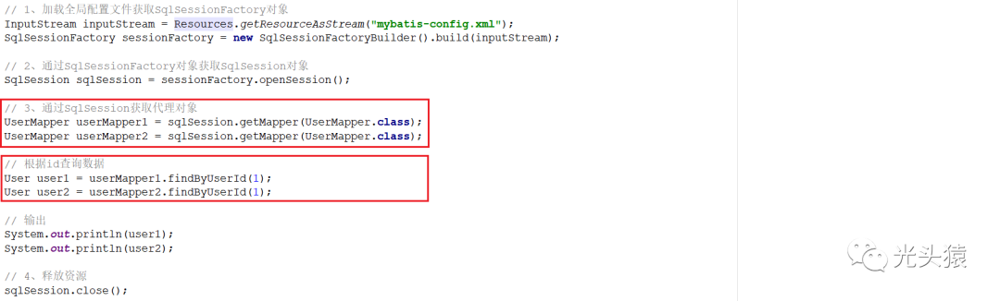 // 1、加载全局配置文件获取SqlSessionFactory对象
InputStream inputStream = Resources.getResourceAsStream("mybatis-config.xml");
SqlSessionFactory sessionFactory = new SqlSessionFactoryBuilder().build(inputStream);
// 2、通过SqlSessionFactory对象获取SqlSession对象
SqlSession sqlSession = sessionFactory.openSession();
// 3、通过SqlSession获取代理对象
UserMapper userMapper1 = sqlSession.getMapper(UserMapper.class);
UserMapper userMapper2 = sqlSession.getMapper(UserMapper.class);
// 根据id查询数据
User user1 = userMapper1.findByUserId(1);
User user2 = userMapper2.findByUserId(1);
// 输出
System.out.println(user1);
System.out.println(user2);
// 4、释放资源
sqlSession.close();
光头猿